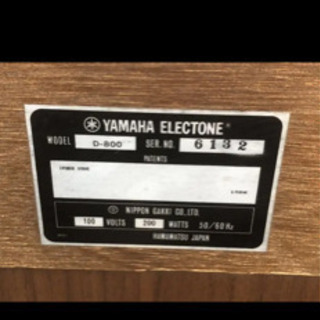 YAMAHA ELECTONE®
MODEL D-800 SER. NO. 6132
PATENTS
NIPPON GAKKI CO., LTD.
100 VOLTS 200 WATTS 50/60Hz
HAMAMATSU JAPAN